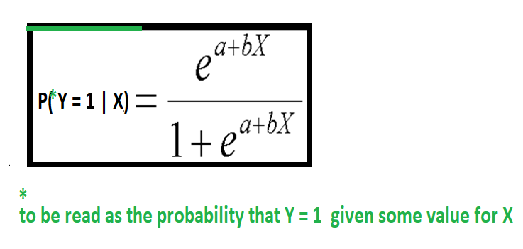 P(*Y = 1 | X) = e^{a+bX} / 1 + e^{a+bX}
*
to be read as the probability that Y = 1 given some value for X